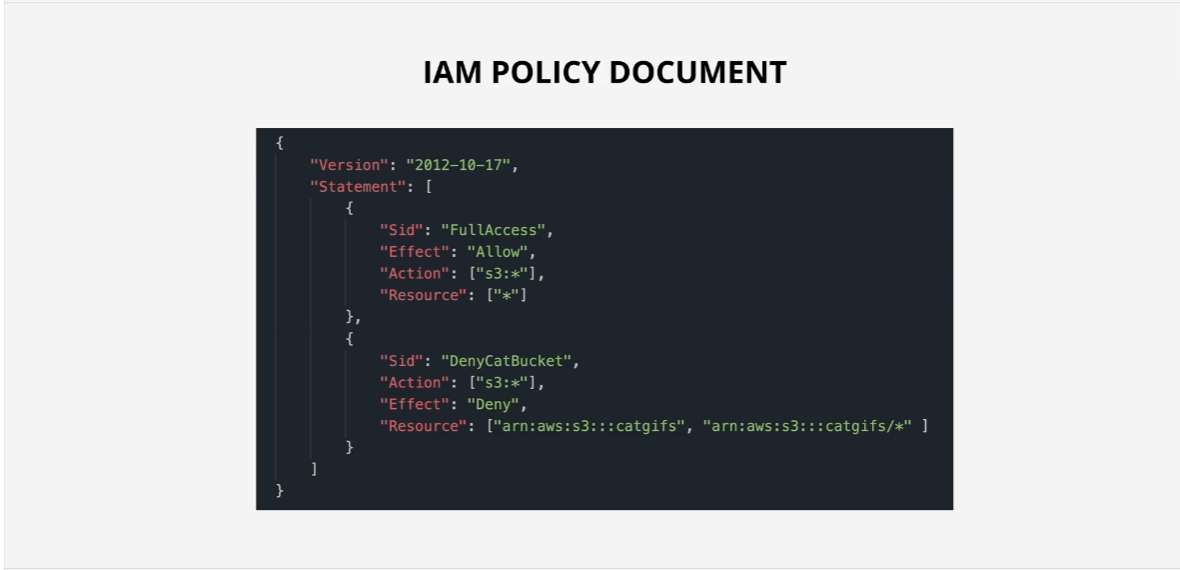 IAM POLICY DOCUMENT
{
"Version": "2012-10-17",
"Statement": [
{
"Sid": "FullAccess",
"Effect": "Allow",
"Action": ["s3:*"],
"Resource": ["*"]
},
{
"Sid": "DenyCatBucket",
"Action": ["s3:*"],
"Effect": "Deny",
"Resource": ["arn:aws:s3:::catgifs", "arn:aws:s3:::catgifs/*" ]
}
]
}